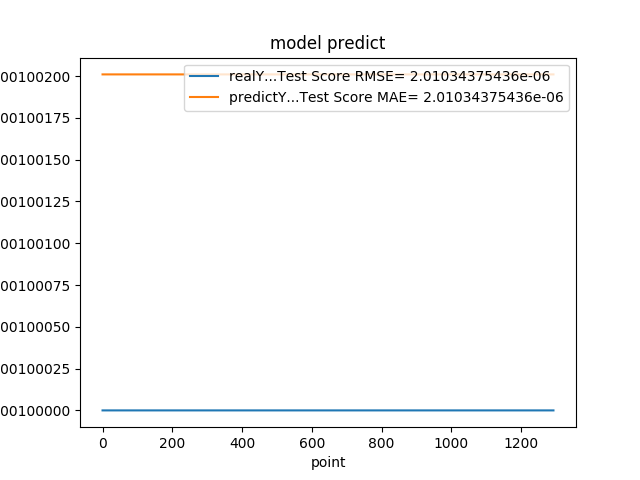 model predict
realY...Test Score RMSE= 2.01034375436e-06
predictY...Test Score MAE= 2.01034375436e-06
00100200
00100175
00100150
00100125
00100100
00100075
00100050
00100025
00100000
0 200 400 600 800 1000 1200
point